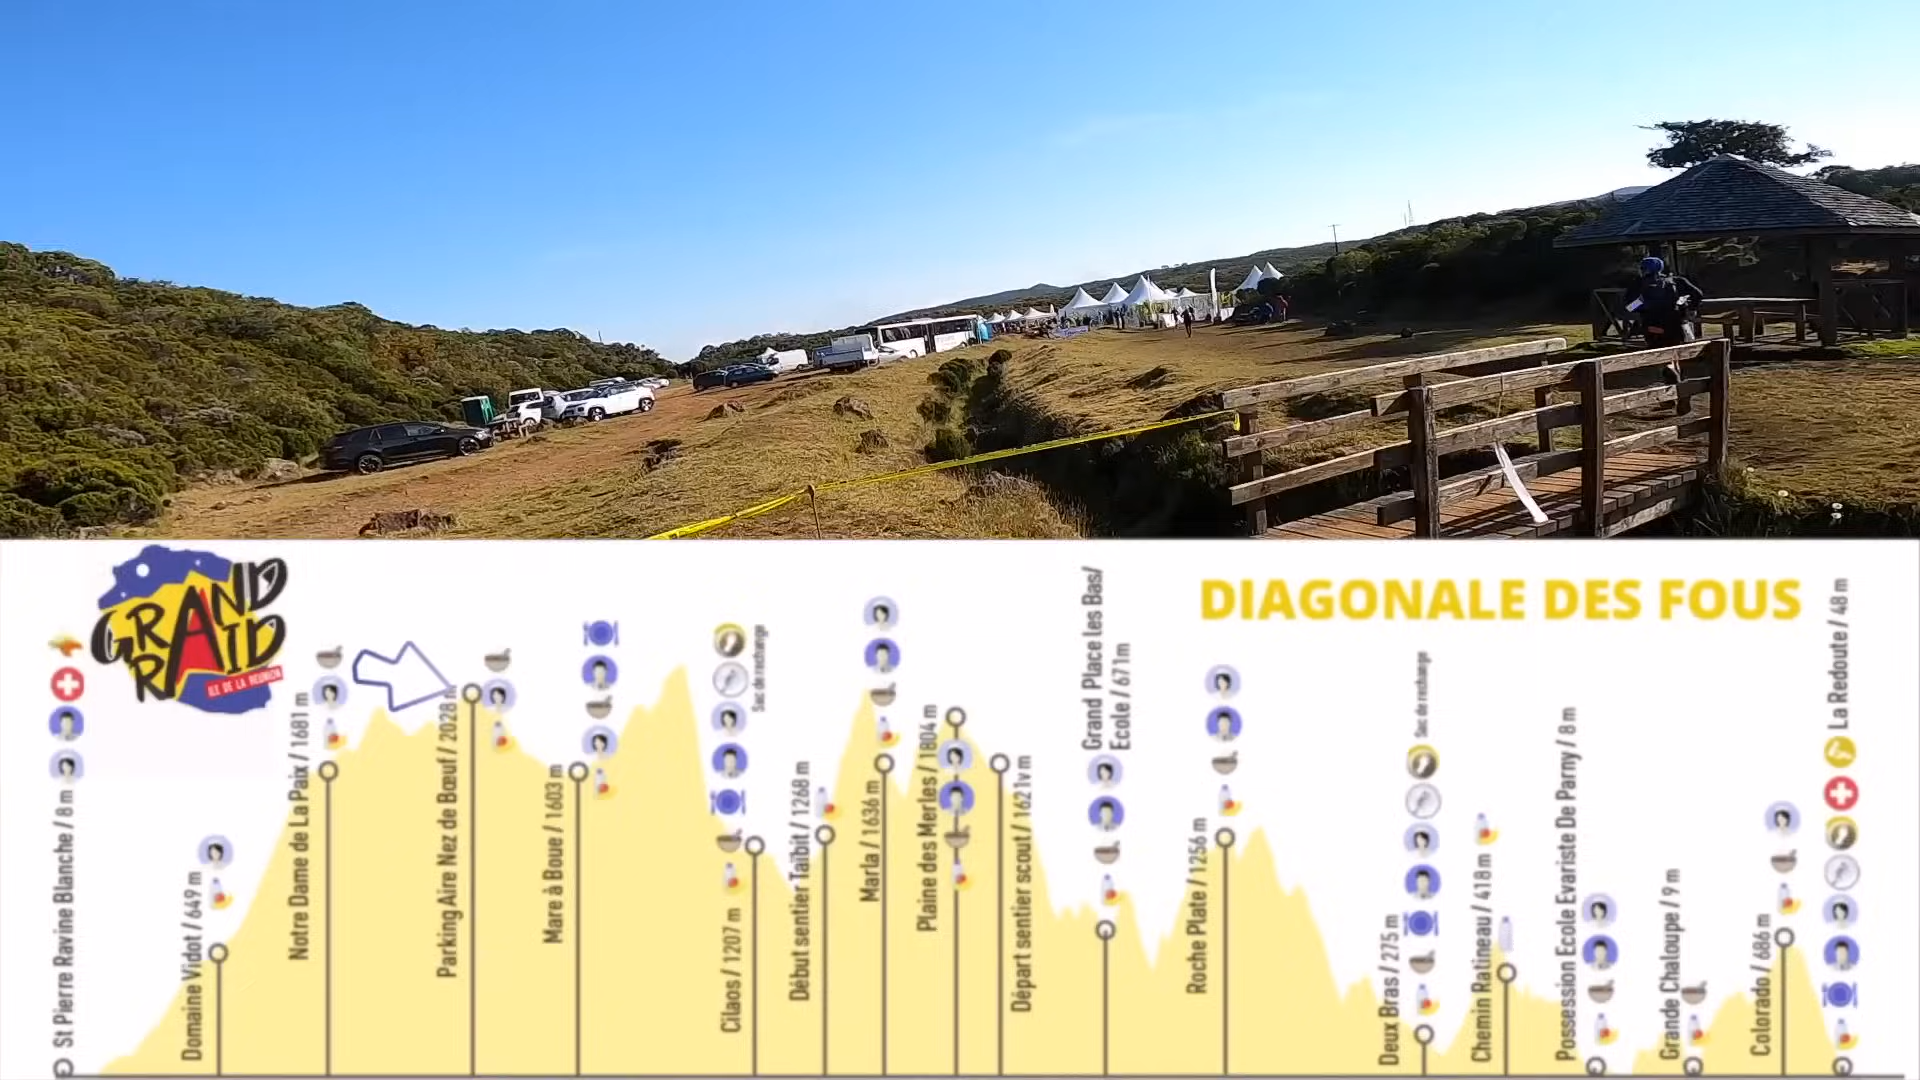 GRAND
RAID
ILE DE LA REUNION
DIAGONALE DES FOUS
St Pierre Ravine Blanche / 8 m
Domaine Vidot / 649 m
Notre Dame de La Paix / 1681 m
Parking Aire Nez de Bœuf / 2028 m
Mare à Boue / 1603 m
Cilaos / 1207 m
Sac de rechange
Début sentier Taïbit / 1268 m
Marla / 1636 m
Plaine des Merles / 1804 m
Départ sentier scout / 1621v m
Grand Place les Bas/
Ecole / 671m
Roche Plate / 1256 m
Deux Bras / 275 m
Sac de rechange
Chemin Ratineau / 418 m
Possession Ecole Evariste De Parny / 8 m
Grande Chaloupe / 9 m
Colorado / 686 m
La Redoute / 48 m